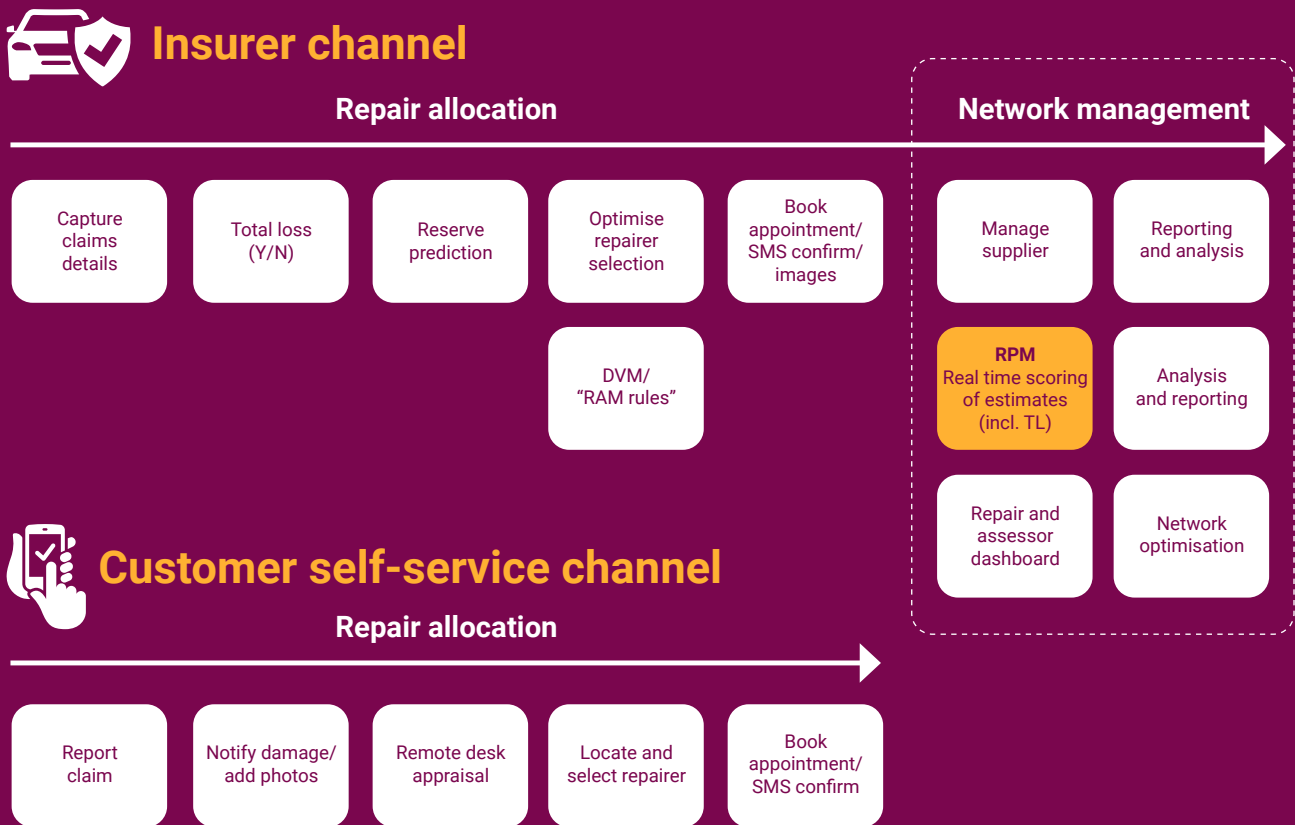 Insurer channel
Repair allocation
Network management
Capture
claims
details
Total loss
(Y/N)
Reserve
prediction
Optimise
repairer
selection
Book
appointment/
SMS confirm/
images
Manage
supplier
Reporting
and analysis
DVM/
“RAM rules”
RPM
Real time scoring
of estimates
(incl. TL)
Analysis
and reporting
Repair and
assessor
dashboard
Network
optimisation
Customer self-service channel
Repair allocation
Report
claim
Notify damage/
add photos
Remote desk
appraisal
Locate and
select repairer
Book
appointment/
SMS confirm